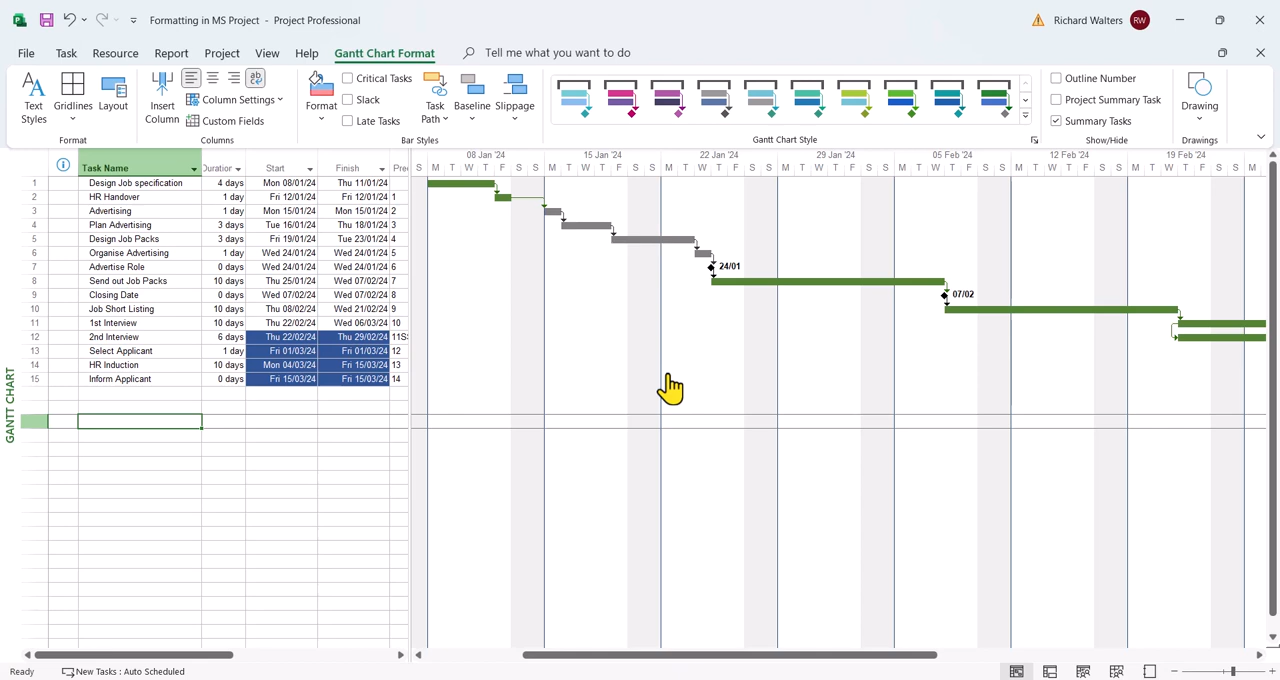 Formatting in MS Project - Project Professional
Richard Walters RW
File Task Resource Report Project View Help Gantt Chart Format Tell me what you want to do
Text Styles
Gridlines
Layout
Format
Insert Column
Column Settings
Custom Fields
Columns
Format
Critical Tasks
Slack
Late Tasks
Task Path
Baseline
Slippage
Bar Styles
Gantt Chart Style
Outline Number
Project Summary Task
Summary Tasks
Show/Hide
Drawing
Drawings
GANTT CHART
Task Name Duration Start Finish
1 Design Job specification 4 days Mon 08/01/24 Thu 11/01/24
2 HR Handover 1 day Fri 12/01/24 Fri 12/01/24 1
3 Advertising 1 day Mon 15/01/24 Mon 15/01/24 2
4 Plan Advertising 3 days Tue 16/01/24 Thu 18/01/24 3
5 Design Job Packs 3 days Fri 19/01/24 Tue 23/01/24 4
6 Organise Advertising 1 day Wed 24/01/24 Wed 24/01/24 5
7 Advertise Role 0 days Wed 24/01/24 Wed 24/01/24 6
8 Send out Job Packs 10 days Thu 25/01/24 Wed 07/02/24 7
9 Closing Date 0 days Wed 07/02/24 Wed 07/02/24 8
10 Job Short Listing 10 days Thu 08/02/24 Wed 21/02/24 9
11 1st Interview 10 days Thu 22/02/24 Wed 06/03/24 10
12 2nd Interview 6 days Thu 22/02/24 Thu 29/02/24
13 Select Applicant 1 day Fri 01/03/24 Fri 01/03/24 12
14 HR Induction 10 days Mon 04/03/24 Fri 15/03/24 13
15 Inform Applicant 0 days Fri 15/03/24 Fri 15/03/24 14
08 Jan '24 15 Jan '24 22 Jan '24 29 Jan '24 05 Feb '24 12 Feb '24 19 Feb '24
S M T W T F S S M T W T F S S M T W T F S S M T W T F S S M T W T F S S M T W T F S S M T W T F S S M
24/01
07/02
Ready New Tasks : Auto Scheduled